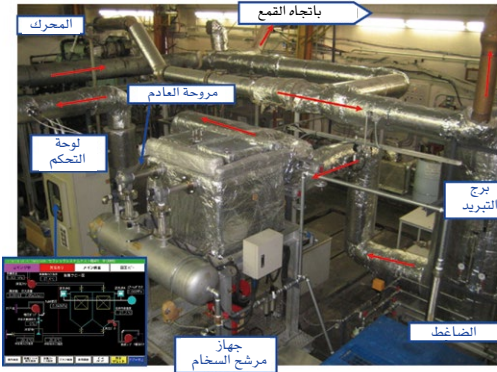 باتجاه القمع
المحرك
مروحة العادم
لوحة
التحكم
برج
التبريد
الضاغط
جهاز
مرشح السخام